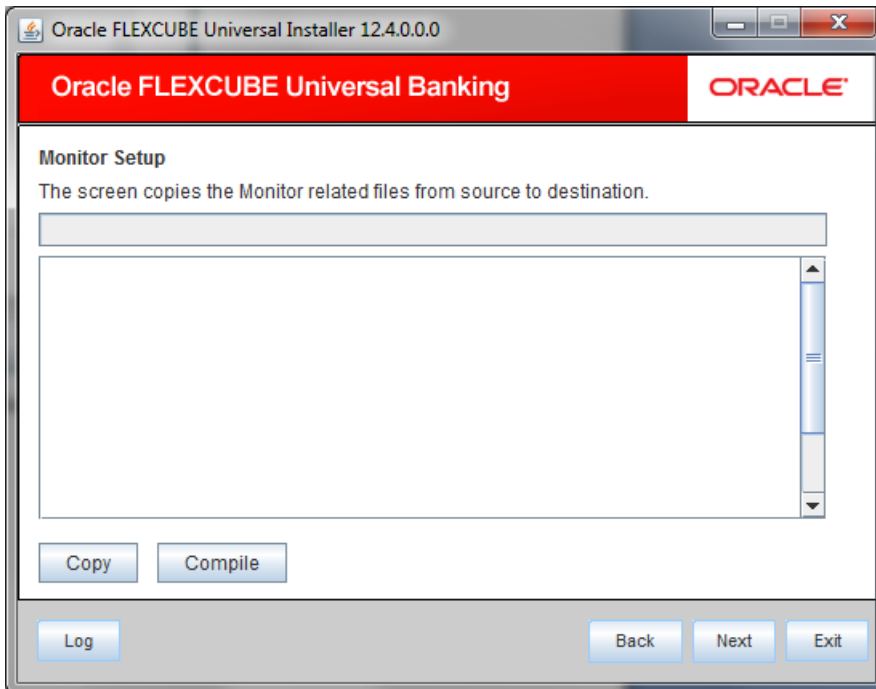 Oracle FLEXCUBE Universal Installer 12.4.0.0.0
Oracle FLEXCUBE Universal Banking
ORACLE
Monitor Setup
The screen copies the Monitor related files from source to destination.
Copy Compile
Log Back Next Exit